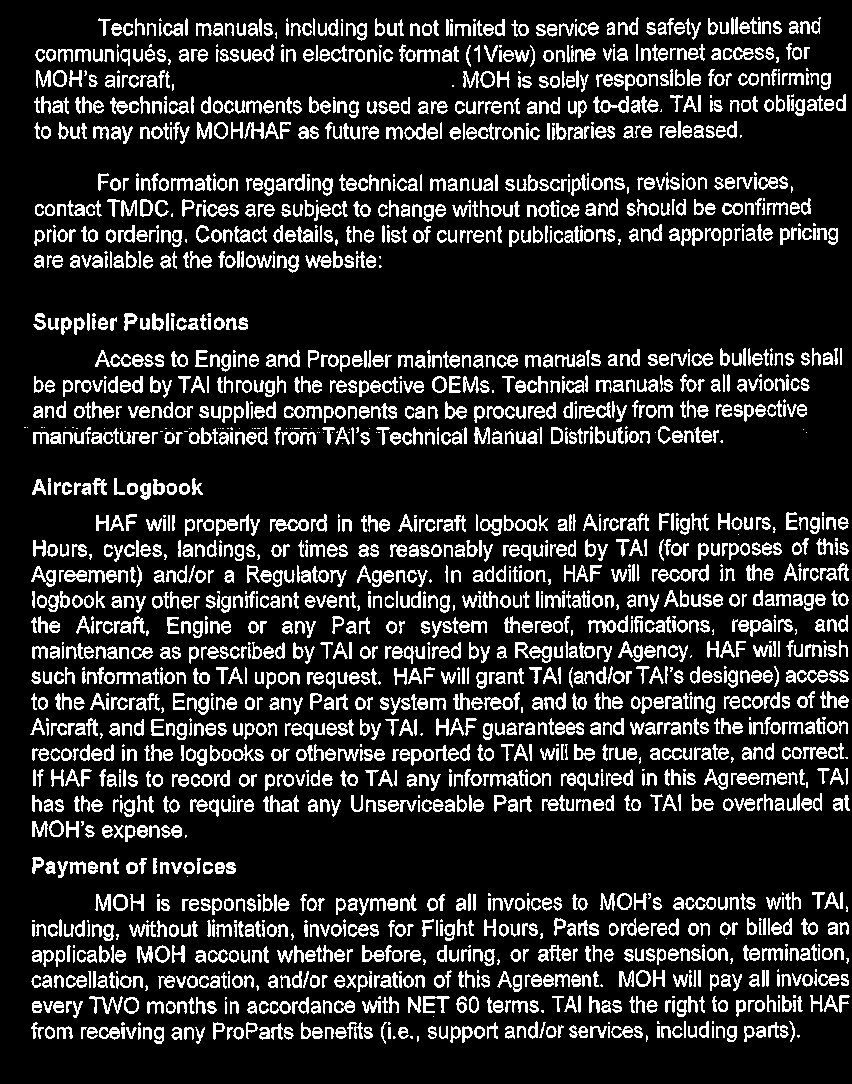 Technical manuals, including but not limited to service and safety bulletins and
communiqués, are issued in electronic format (1View) online via Internet access, for
MOH's aircraft, . MOH is solely responsible for confirming
that the technical documents being used are current and up to-date. TAI is not obligated
to but may notify MOH/HAF as future model electronic libraries are released.
For information regarding technical manual subscriptions, revision services,
contact TMDC. Prices are subject to change without notice and should be confirmed
prior to ordering. Contact details, the list of current publications, and appropriate pricing
are available at the following website:
Supplier Publications
Access to Engine and Propeller maintenance manuals and service bulletins shall
be provided by TAI through the respective OEMs. Technical manuals for all avionics
and other vendor supplied components can be procured directly from the respective
manufacturer or obtained from TAI's Technical Manual Distribution Center.
Aircraft Logbook
HAF will properly record in the Aircraft logbook all Aircraft Flight Hours, Engine
Hours, cycles, landings, or times as reasonably required by TAI (for purposes of this
Agreement) and/or a Regulatory Agency. In addition, HAF will record in the Aircraft
logbook any other significant event, including, without limitation, any Abuse or damage to
the Aircraft, Engine or any Part or system thereof, modifications, repairs, and
maintenance as prescribed by TAI or required by a Regulatory Agency. HAF will furnish
such information to TAI upon request. HAF will grant TAI (and/or TAI's designee) access
to the Aircraft, Engine or any Part or system thereof, and to the operating records of the
Aircraft, and Engines upon request by TAI. HAF guarantees and warrants the information
recorded in the logbooks or otherwise reported to TAI will be true, accurate, and correct.
If HAF fails to record or provide to TAI any information required in this Agreement, TAI
has the right to require that any Unserviceable Part returned to TAI be overhauled at
MOH's expense.
Payment of Invoices
MOH is responsible for payment of all invoices to MOH's accounts with TAI,
including, without limitation, invoices for Flight Hours, Parts ordered on or billed to an
applicable MOH account whether before, during, or after the suspension, termination,
cancellation, revocation, and/or expiration of this Agreement. MOH will pay all invoices
every TWO months in accordance with NET 60 terms. TAI has the right to prohibit HAF
from receiving any ProParts benefits (i.e., support and/or services, including parts).